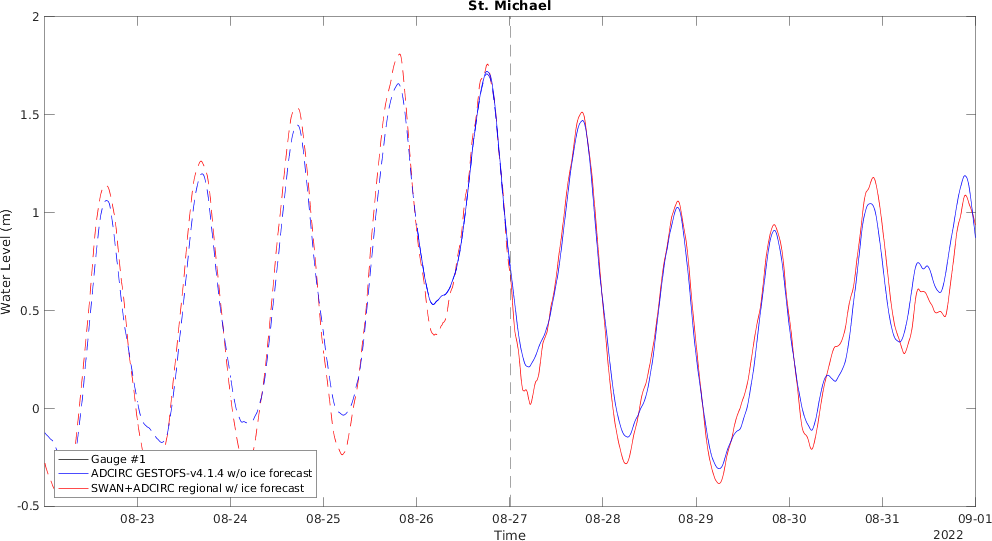 St. Michael
Water Level (m)
2
1.5
1
0.5
0
-0.5
Gauge #1
ADCIRC GESTOFS-v4.1.4 w/o ice forecast
SWAN+ADCIRC regional w/ ice forecast
08-23 08-24 08-25 08-26 08-27 08-28 08-29 08-30 08-31 09-01
Time
2022